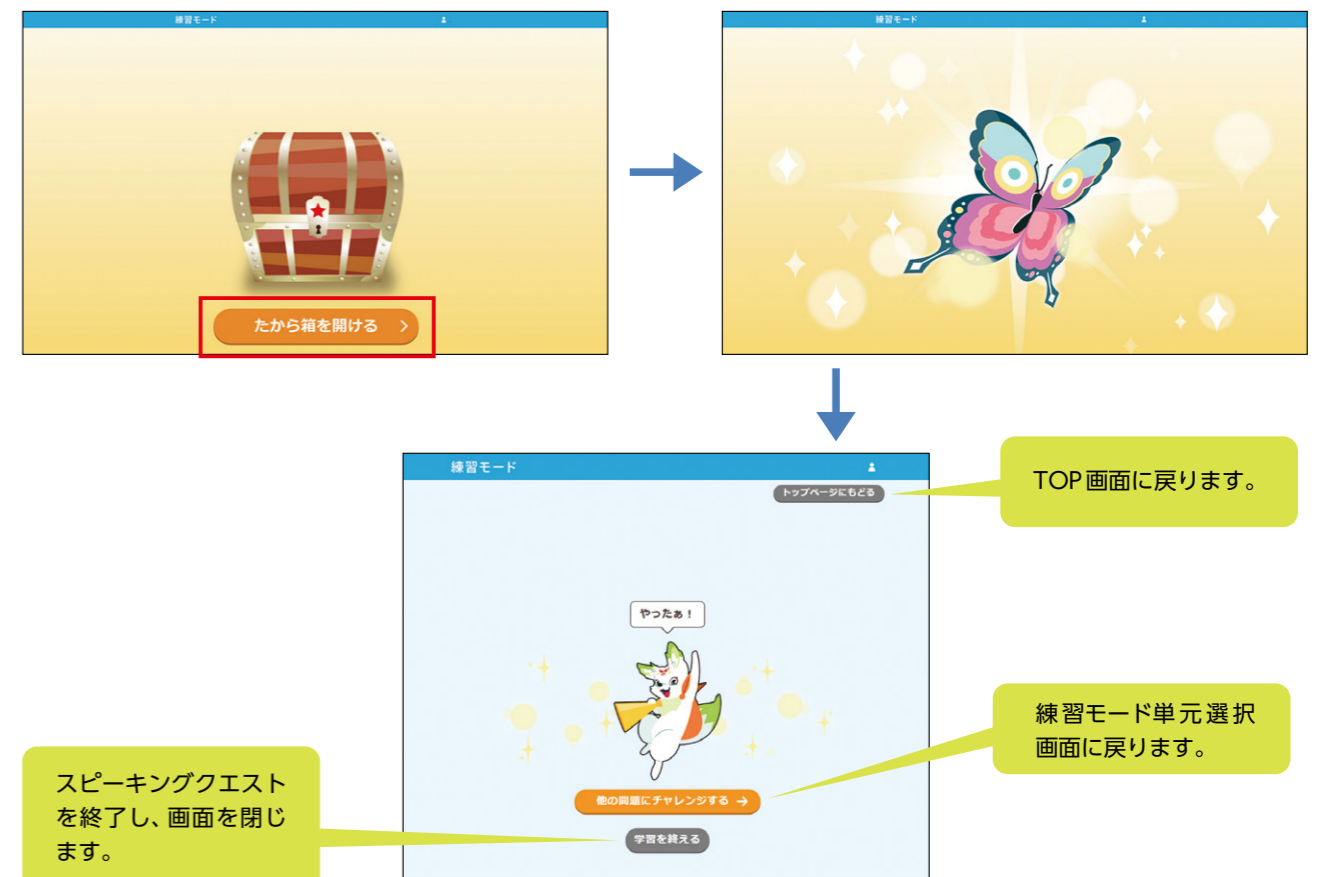 練習モード
たから箱を開ける
練習モード
練習モード
トップページにもどる
TOP画面に戻ります。
やったぁ！
練習モード単元選択
画面に戻ります。
他の問題にチャレンジする
学習を終える
スピーキングクエスト
を終了し、画面を閉じ
ます。